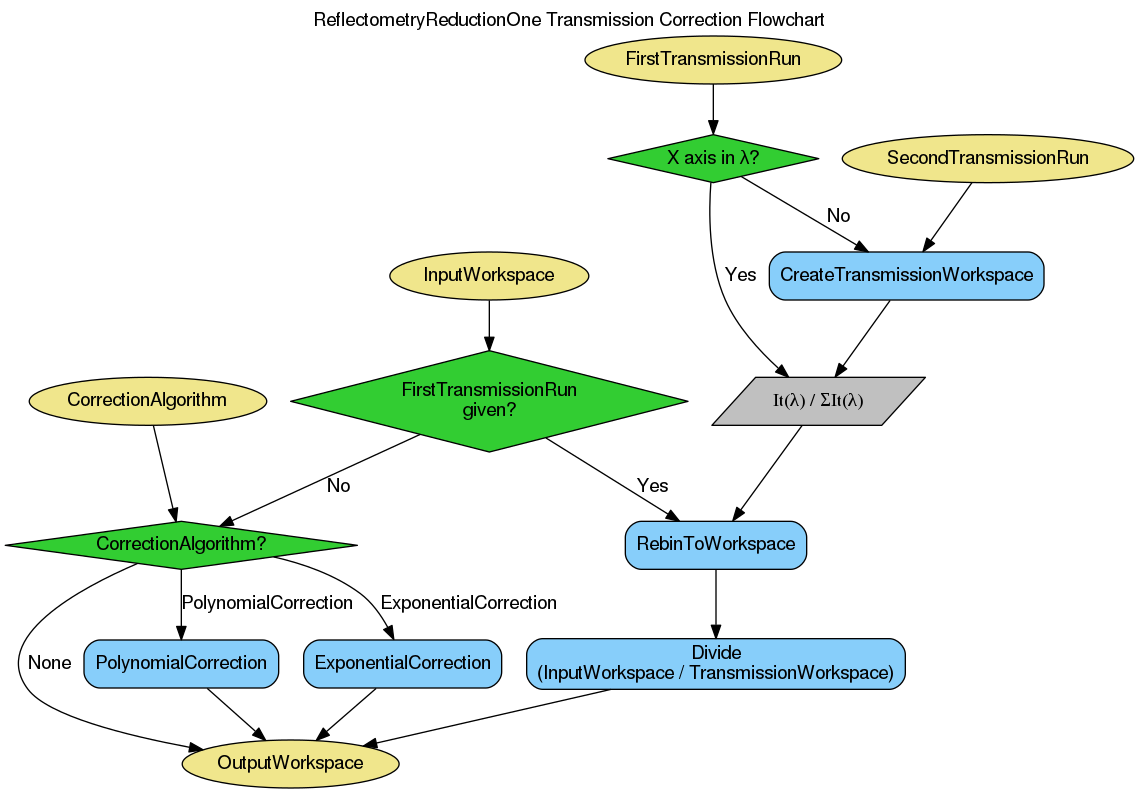 ReflectometryReductionOne Transmission Correction Flowchart
FirstTransmissionRun
X axis in λ?
SecondTransmissionRun
No
Yes
InputWorkspace
CreateTransmissionWorkspace
FirstTransmissionRun
given?
CorrectionAlgorithm
It(λ) / ΣIt(λ)
No
Yes
CorrectionAlgorithm?
RebinToWorkspace
PolynomialCorrection
ExponentialCorrection
None
PolynomialCorrection
ExponentialCorrection
Divide
(InputWorkspace / TransmissionWorkspace)
OutputWorkspace